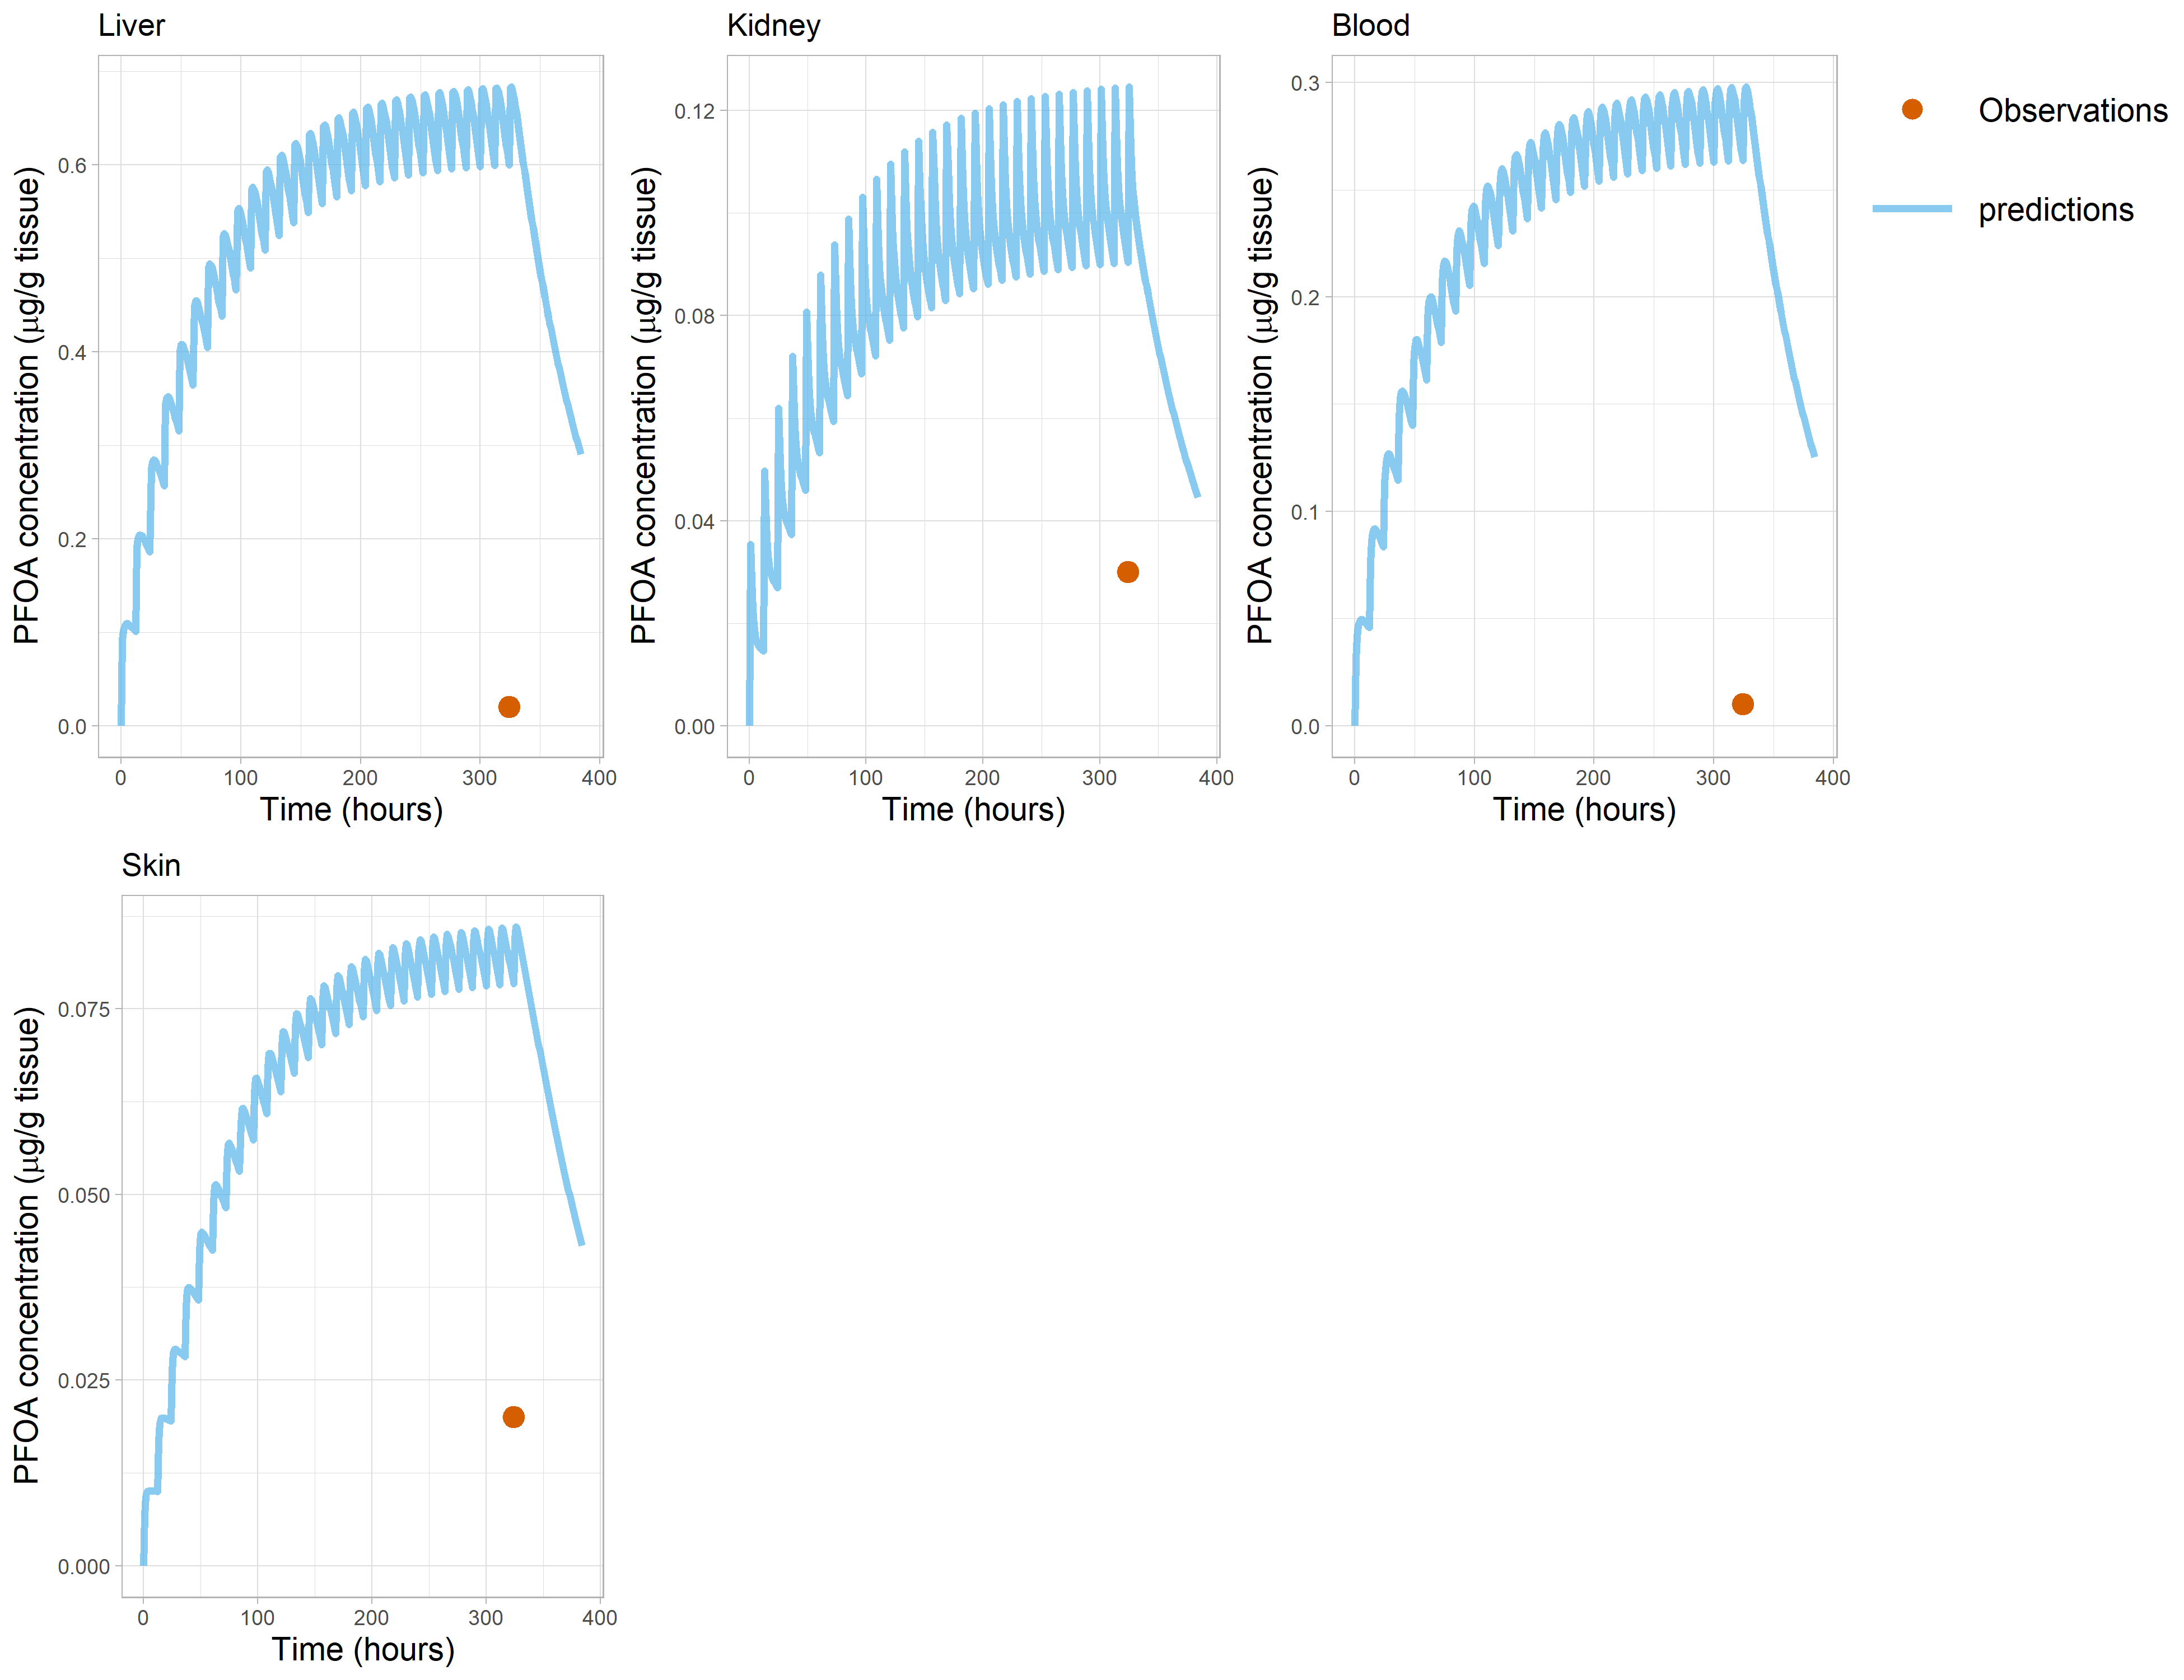 Liver
PFOA concentration (μg/g tissue)
0.6
0.4
0.2
0.0
0 100 200 300 400
Time (hours)
Kidney
PFOA concentration (μg/g tissue)
0.12
0.08
0.04
0.00
0 100 200 300 400
Time (hours)
Blood
PFOA concentration (μg/g tissue)
0.3
0.2
0.1
0.0
0 100 200 300 400
Time (hours)
Observations
predictions
Skin
PFOA concentration (μg/g tissue)
0.075
0.050
0.025
0.000
0 100 200 300 400
Time (hours)